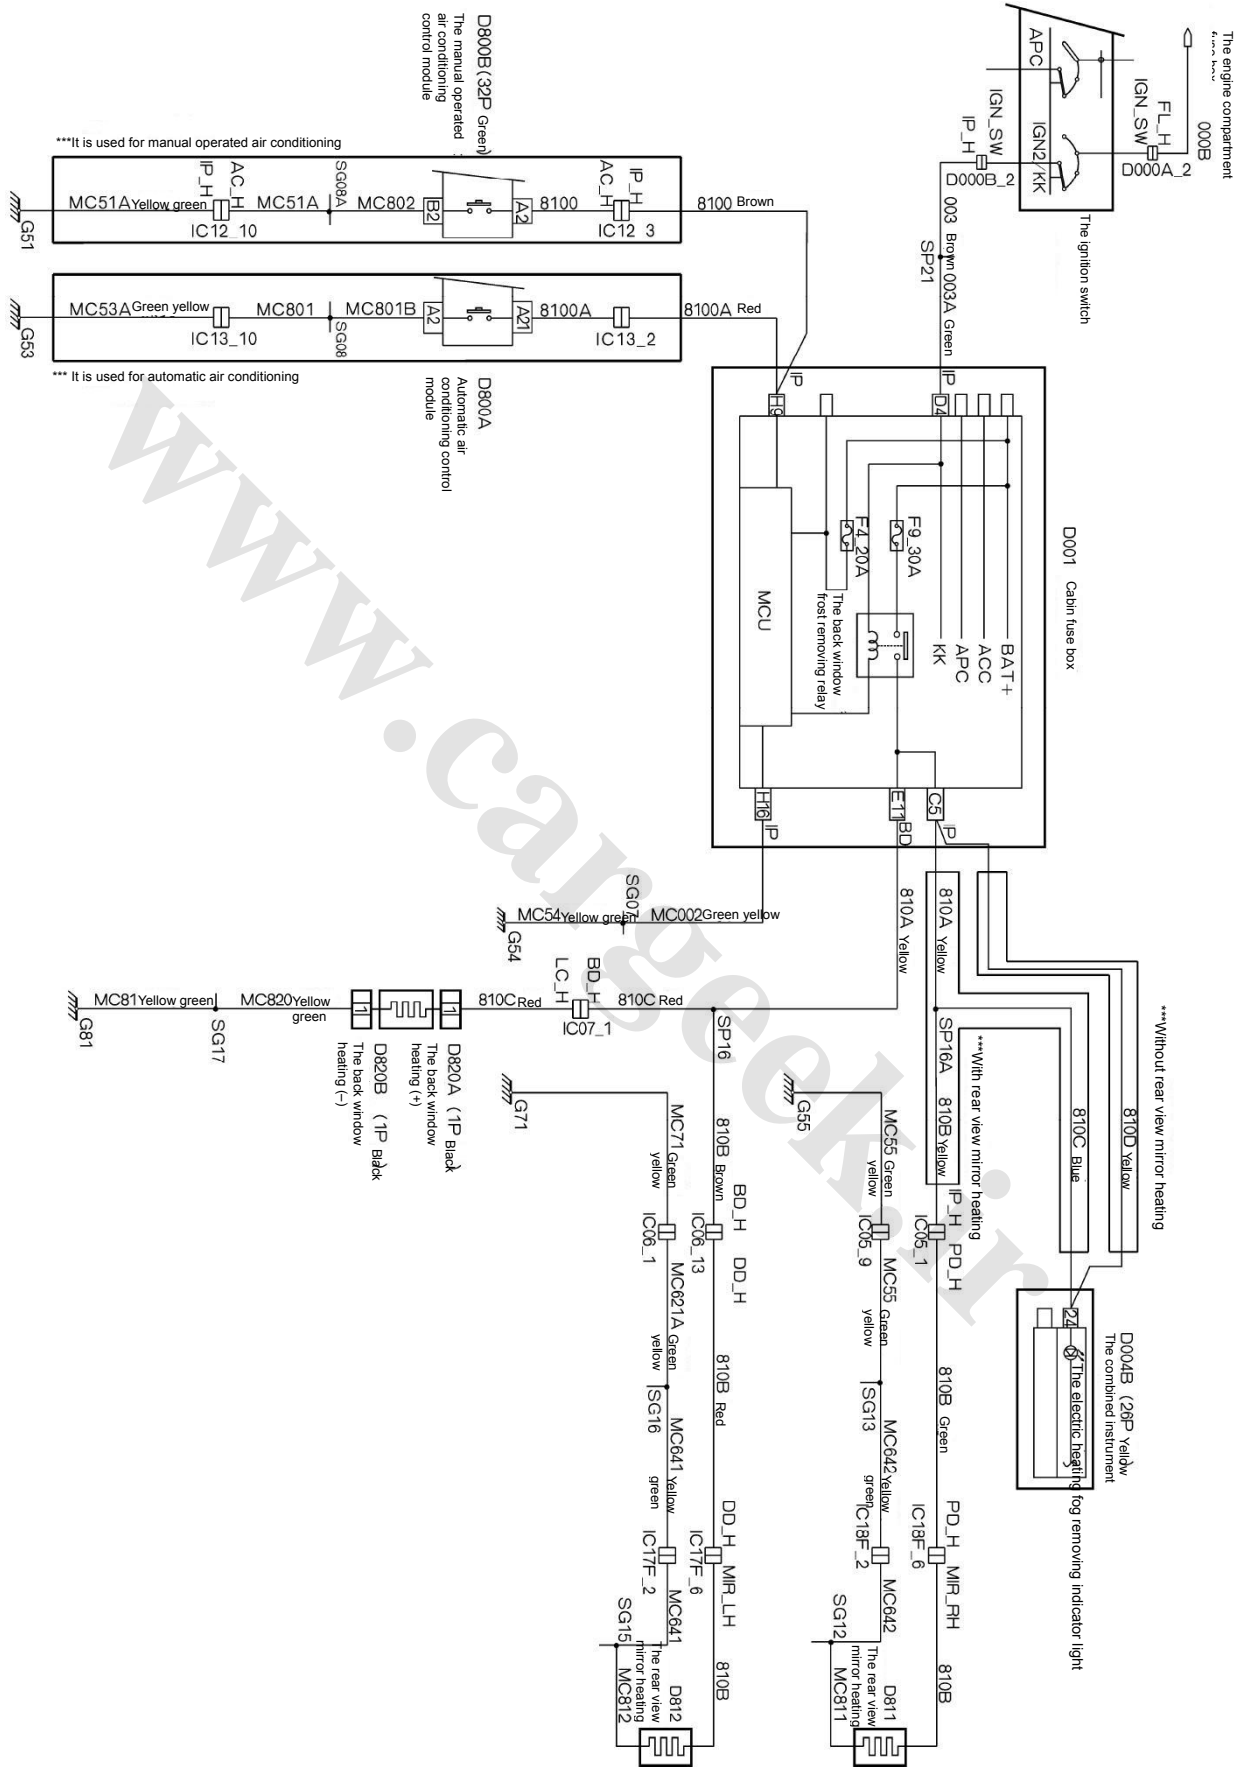 The engine compartment
000B
FL_H
IGN_SW
D000A_2
APC
IGN2/KK
The ignition switch
IGN_SW
IP_H
D000B_2
003 Brown
SP21
003A Green
D800B(32P Green)
The manual operated
air conditioning
control module
***It is used for manual operated air conditioning
G51
MC51A Yellow green
AC_H
IP_H
IC12_10
MC51A
SG08A
MC802
B2
A2
8100
IP_H
AC_H
IC12_3
8100 Brown
G53
MC53A Green yellow
IC13_10
MC801
SG08
MC801B
A2
A21
8100A
IC13_2
8100A Red
*** It is used for automatic air conditioning
D800A
Automatic air
conditioning control
module
IP
H9
IP
D4
D001 Cabin fuse box
F4_20A
F9_30A
MCU
The back window
frost removing relay
KK
APC
ACC
BAT+
H16
IP
E11
BD
C5
IP
SG07
G54
MC54 Yellow green
MC002 Green yellow
810A Yellow
810A Yellow
G81
MC81 Yellow green
SG17
MC820 Yellow
green
1
1
810C Red
BD_H
LC_H
IC07_1
810C Red
SP16
D820B (1P Black
The back window
heating (−)
D820A (1P Black
The back window
heating (+)
SP16A
***With rear view mirror heating
***Without rear view mirror heating
810C Blue
810D Yellow
G71
MC71 Green
yellow
IC06_1
MC621A Green
yellow
SG16
MC641 Yellow
green
IC17F_2
MC641
SG15
MC812
810B Brown
BD_H DD_H
IC06_13
810B Red
DD_H MIR_LH
IC17F_6
810B
D812
The rear view
mirror heating
G55
MC55 Green
yellow
IC05_9
MC55 Green
yellow
SG13
MC642 Yellow
green
IC18F_2
MC642
SG12
MC811
810B Yellow
IP_H PD_H
IC05_1
810B Green
PD_H MIR_RH
IC18F_6
810B
D811
The rear view
mirror heating
24
D004B (26P Yellow
The combined instrument
The electric heating fog removing indicator light
www.cargeek.ir